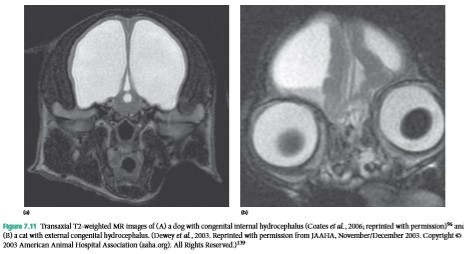 (a)
(b)
Figure 7.11 Transaxial T2-weighted MR images of (A) a dog with congenital internal hydrocephalus (Coates et al., 2006; reprinted with permission)96 and
(B) a cat with external congenital hydrocephalus. (Dewey et al., 2003. Reprinted with permission from JAAHA, November/December 2003. Copyright ©
2003 American Animal Hospital Association (aaha.org). All Rights Reserved.)139